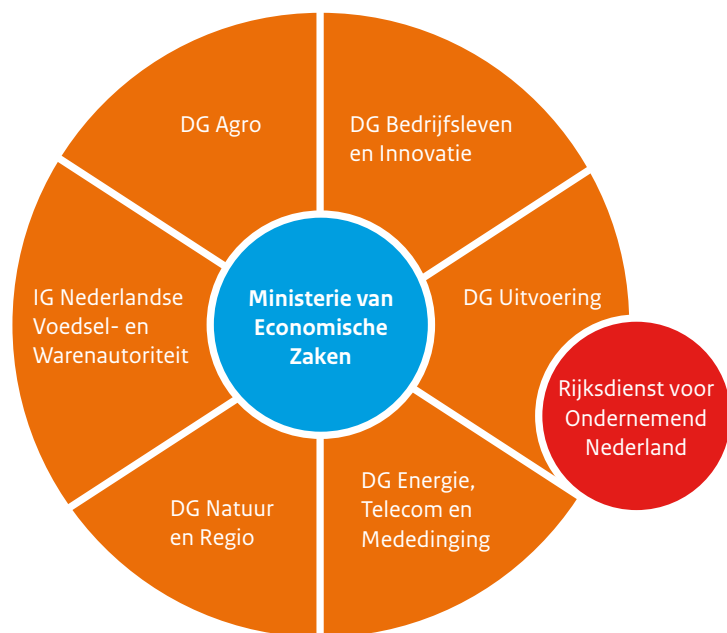 DG Agro
DG Bedrijfsleven
en Innovatie
IG Nederlandse
Voedsel- en
Warenautoriteit
Ministerie van
Economische
Zaken
DG Uitvoering
Rijksdienst voor
Ondernemend
Nederland
DG Natuur
en Regio
DG Energie,
Telecom en
Mededinging